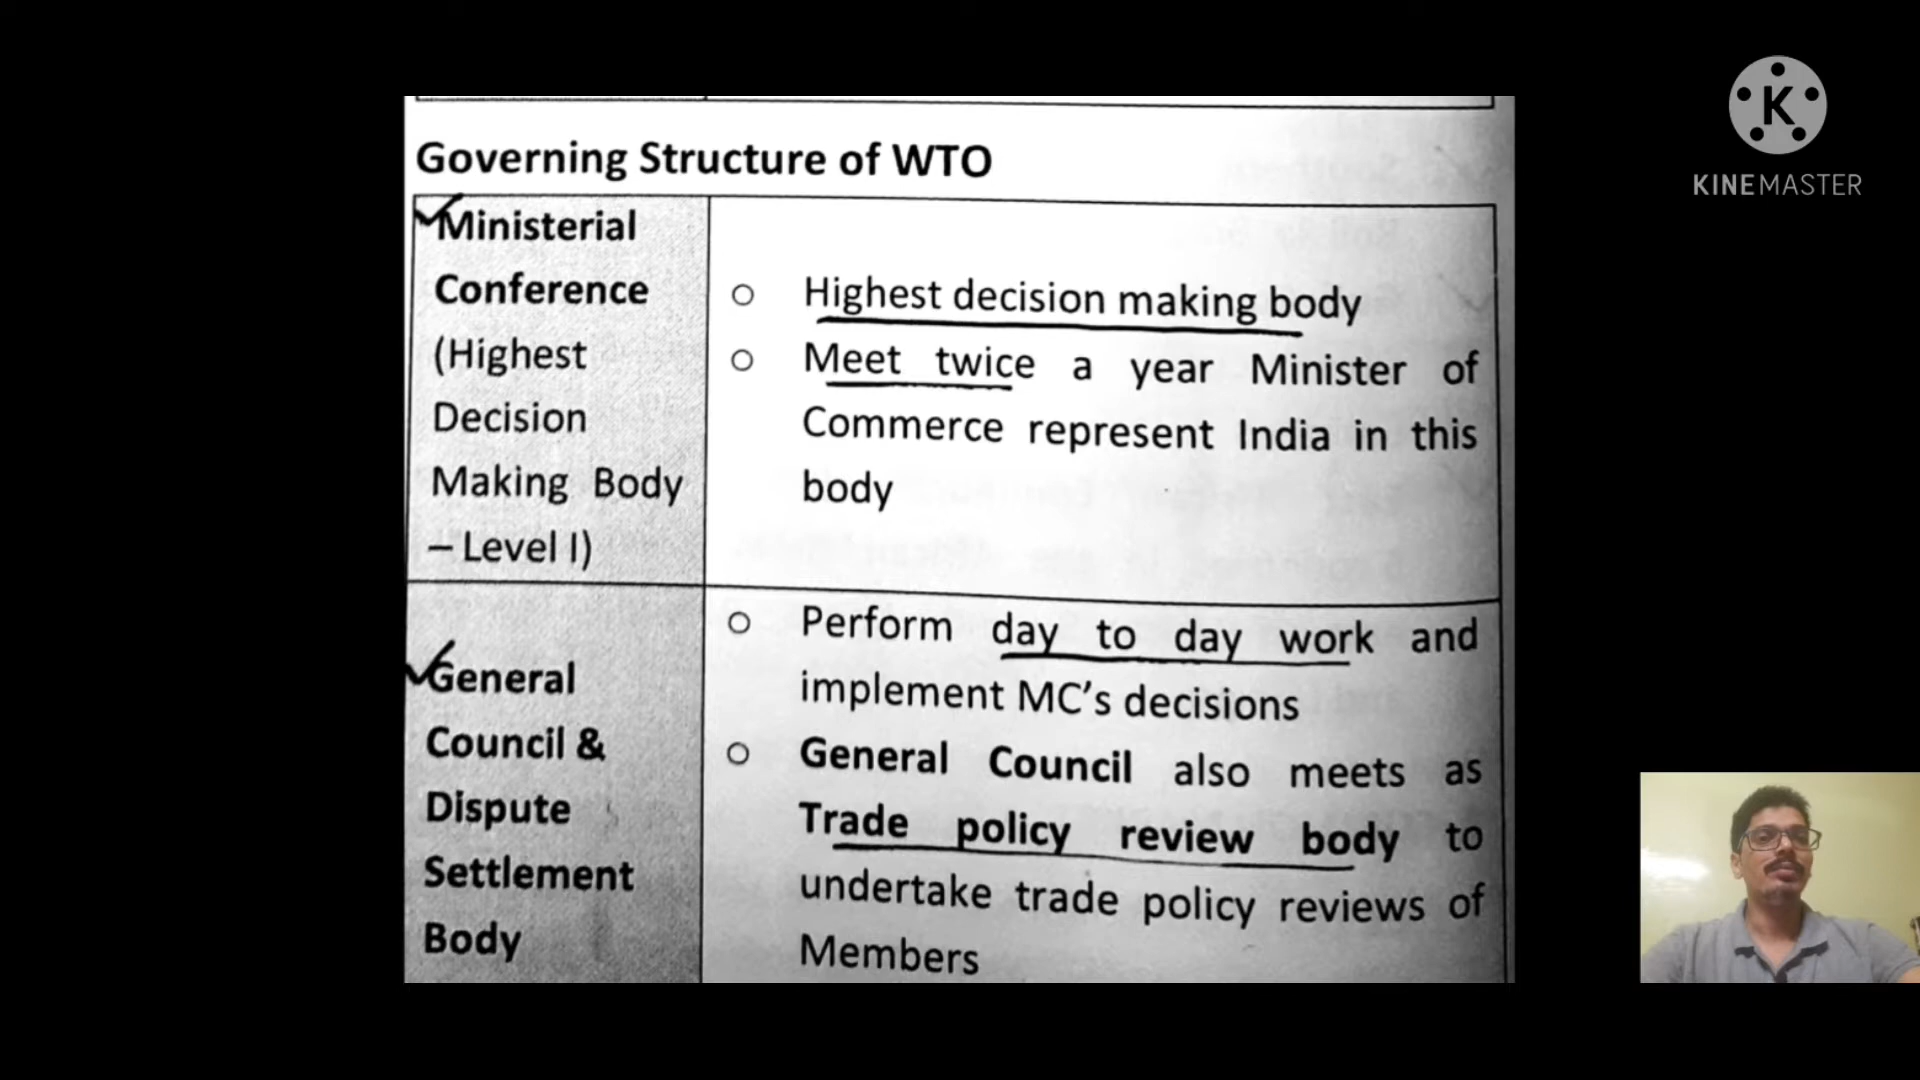 Governing Structure of WTO
Ministerial
Conference
(Highest
Decision
Making Body
– Level I)
○ Highest decision making body
○ Meet twice a year Minister of
Commerce represent India in this
body
General
Council &
Dispute
Settlement
Body
○ Perform day to day work and
implement MC's decisions
○ General Council also meets as
Trade policy review body to
undertake trade policy reviews of
Members
K
KINEMASTER